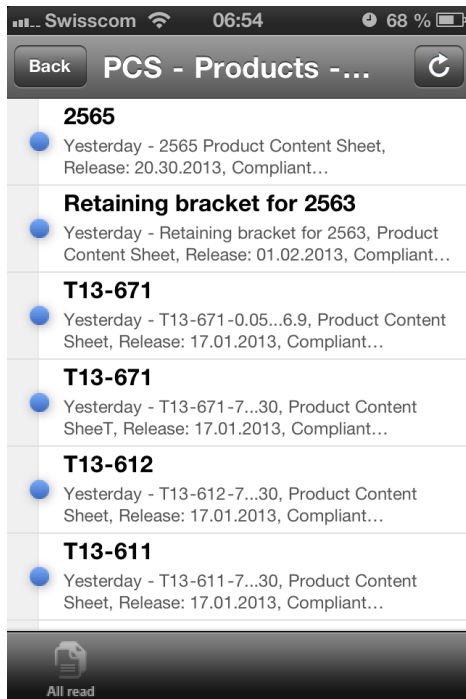 Swisscom 06:54 68 %
Back PCS - Products -...
2565
Yesterday - 2565 Product Content Sheet,
Release: 20.30.2013, Compliant...
Retaining bracket for 2563
Yesterday - Retaining bracket for 2563, Product
Content Sheet, Release: 01.02.2013, Compliant...
T13-671
Yesterday - T13-671-0.05...6.9, Product Content
Sheet, Release: 17.01.2013, Compliant...
T13-671
Yesterday - T13-671-7...30, Product Content
SheeT, Release: 17.01.2013, Compliant...
T13-612
Yesterday - T13-612-7...30, Product Content
Sheet, Release: 17.01.2013, Compliant...
T13-611
Yesterday - T13-611-7...30, Product Content
Sheet, Release: 17.01.2013, Compliant...
All read